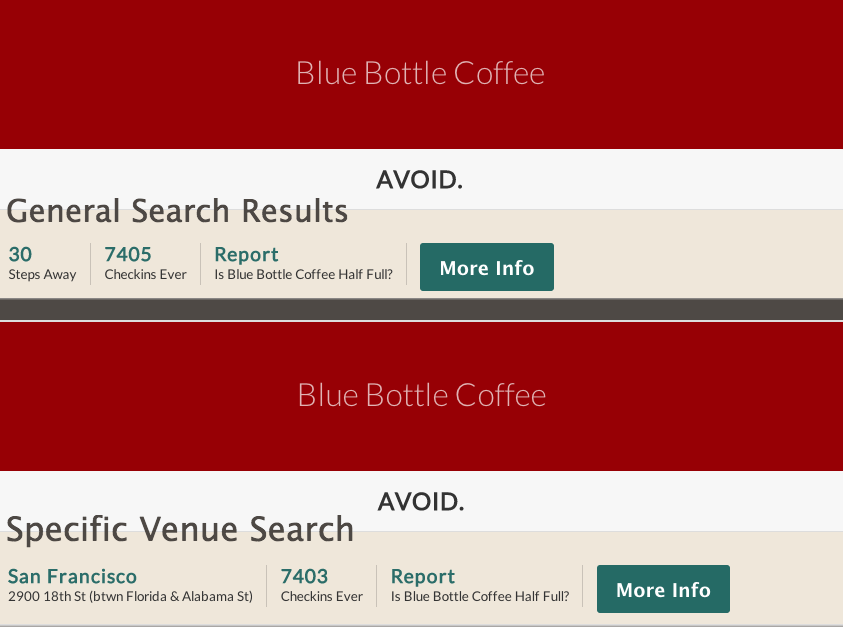 Blue Bottle Coffee
AVOID.
General Search Results
30 7405 Report More Info
Steps Away Checkins Ever Is Blue Bottle Coffee Half Full?
Blue Bottle Coffee
AVOID.
Specific Venue Search
San Francisco 7403 Report More Info
2900 18th St (btwn Florida & Alabama St) Checkins Ever Is Blue Bottle Coffee Half Full?